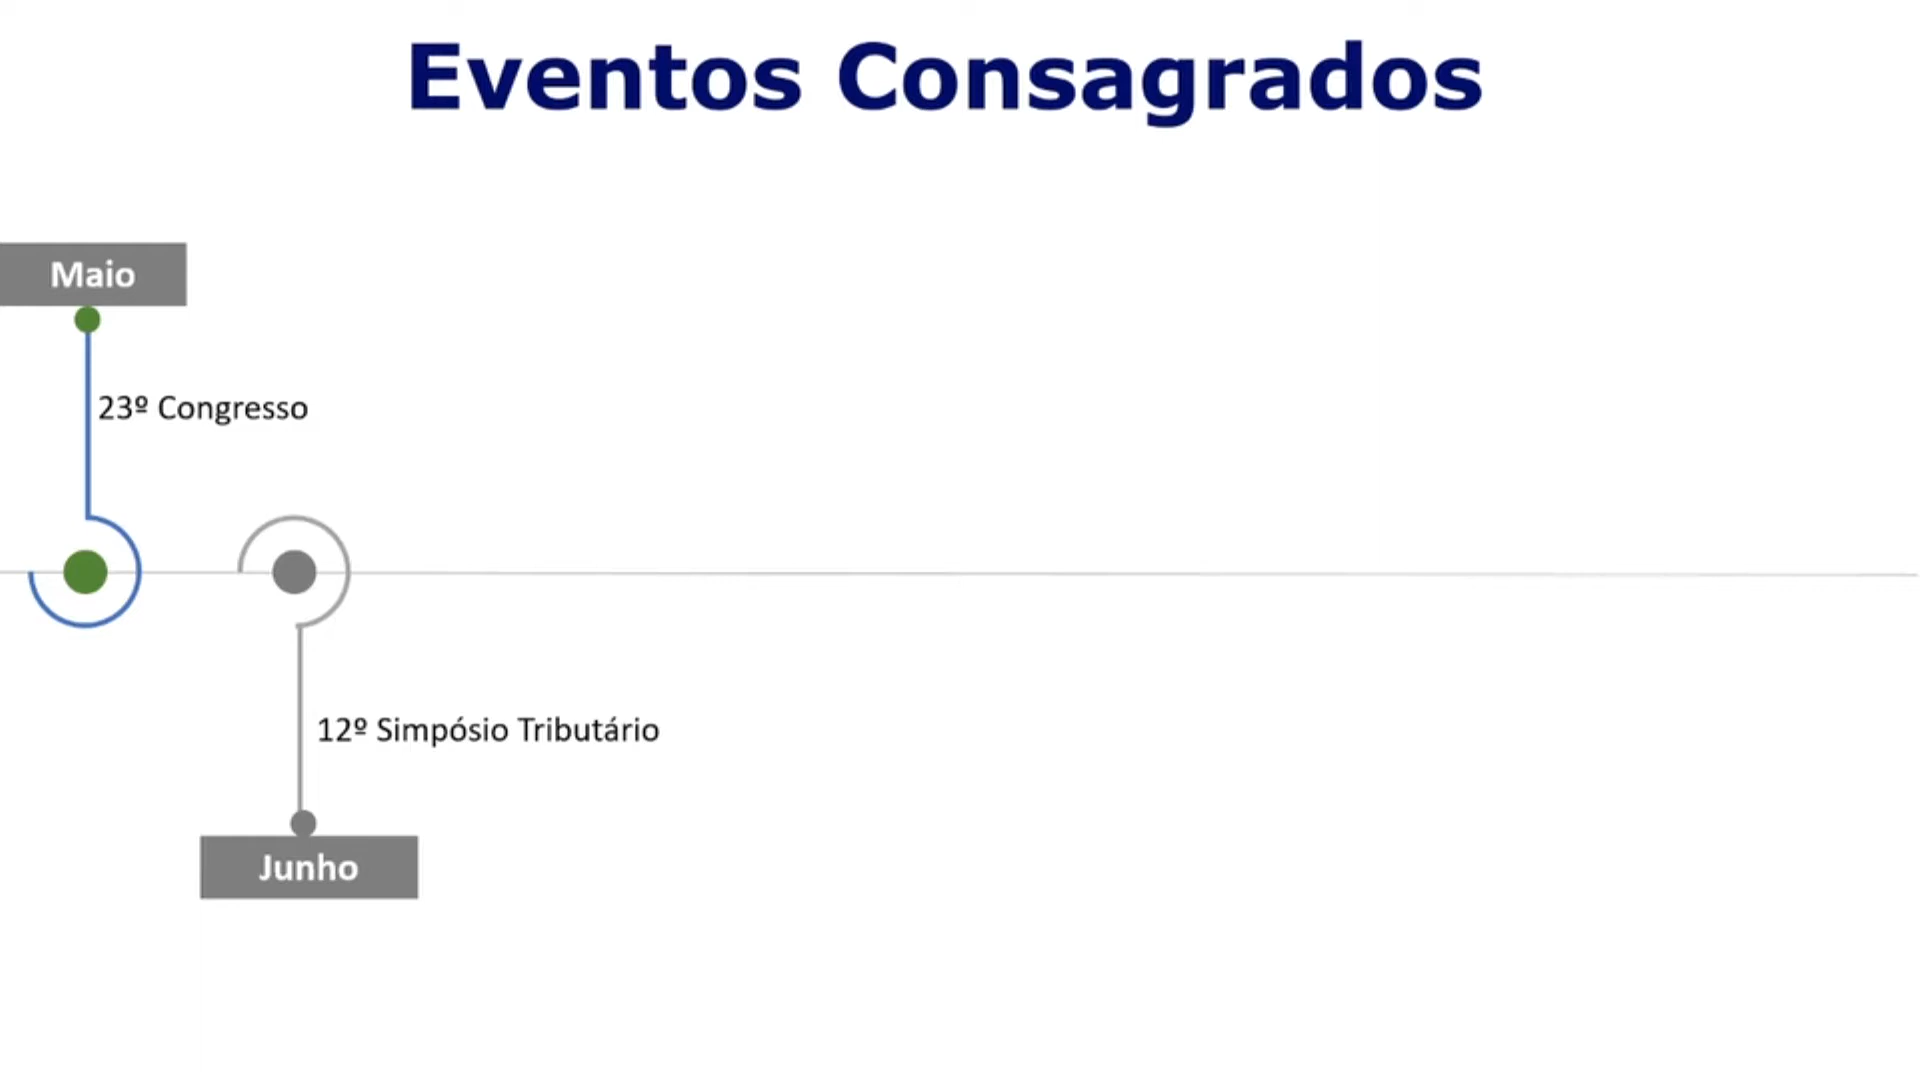 Eventos Consagrados
Maio
23º Congresso
12º Simpósio Tributário
Junho